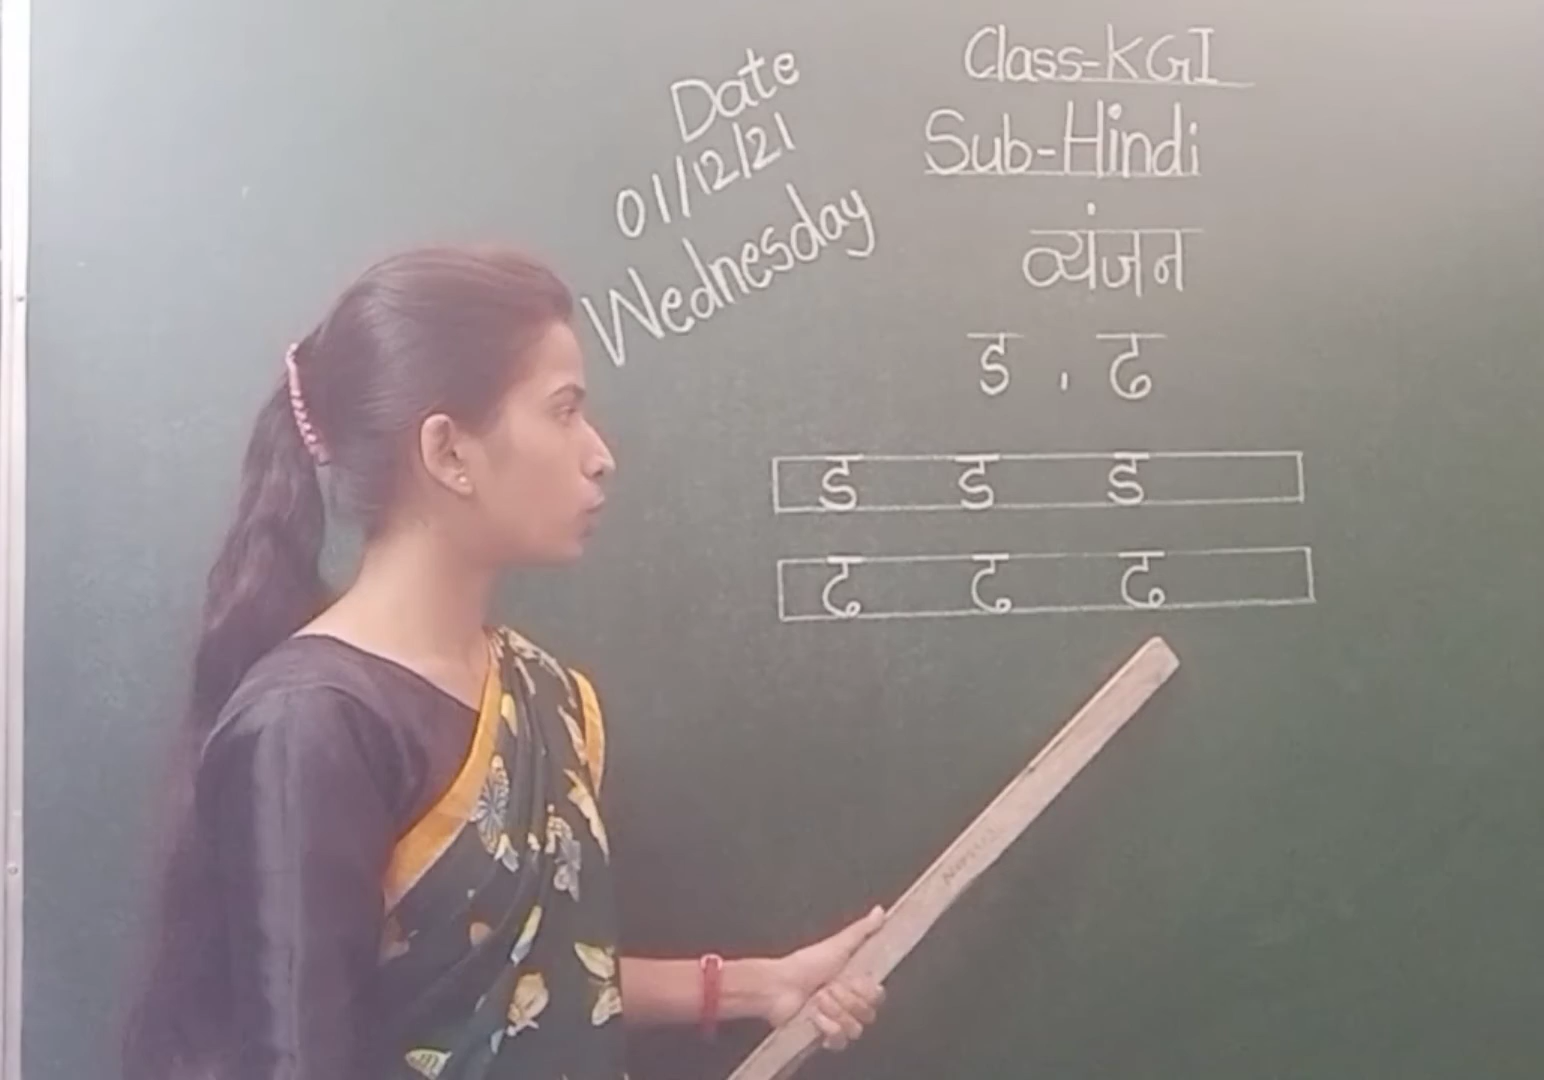 Date
01/12/21
Wednesday
Class-KGI
Sub-Hindi
व्यंजन
ड , ढ
ड ड ड
ढ ढ ढ